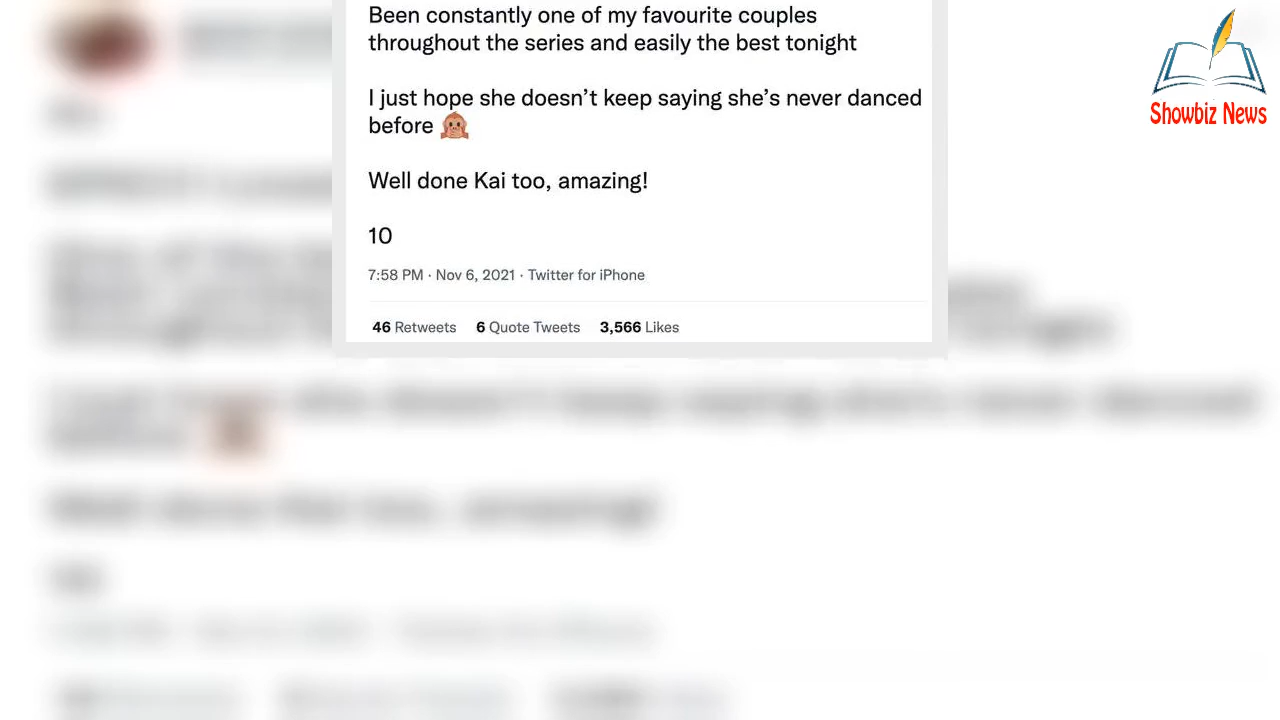 Been constantly one of my favourite couples
throughout the series and easily the best tonight
I just hope she doesn’t keep saying she’s never danced
before 🙊
Well done Kai too, amazing!
10
7:58 PM · Nov 6, 2021 · Twitter for iPhone
46 Retweets 6 Quote Tweets 3,566 Likes
Showbiz News